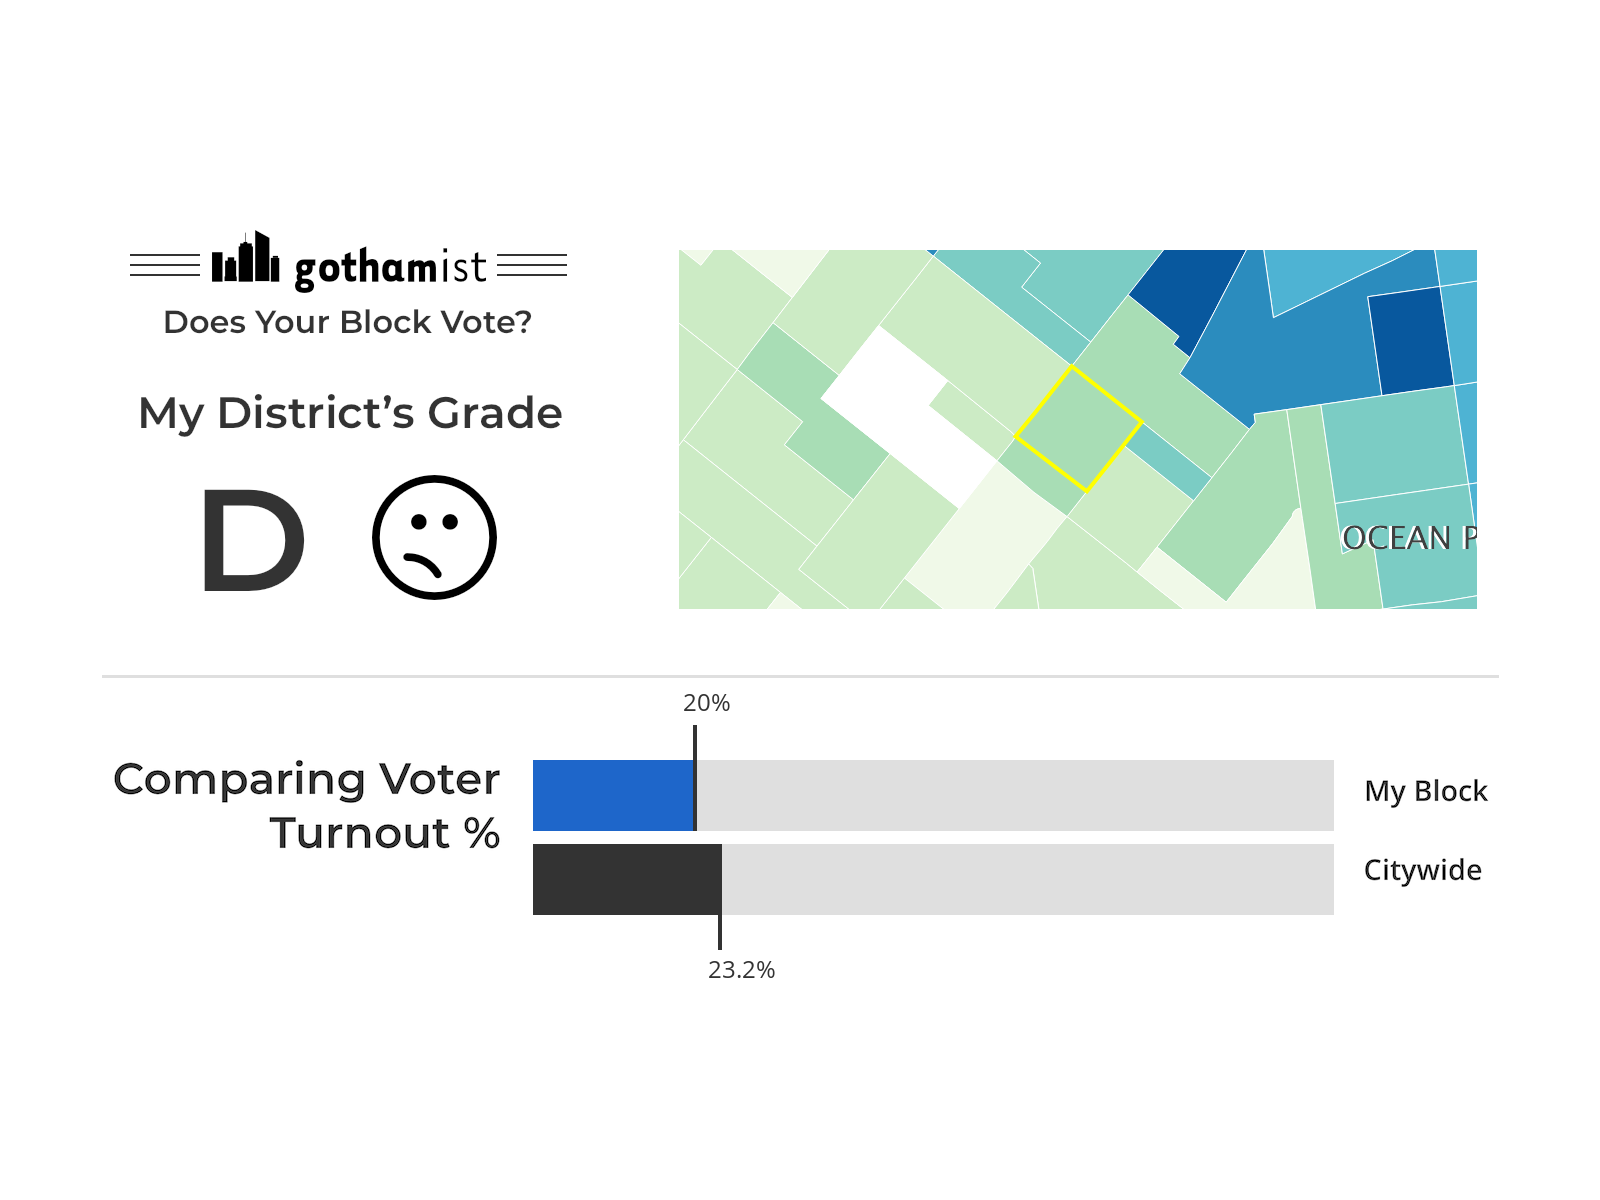 gothamist
Does Your Block Vote?
My District’s Grade
D
OCEAN P
20%
Comparing Voter
Turnout %
My Block
Citywide
23.2%